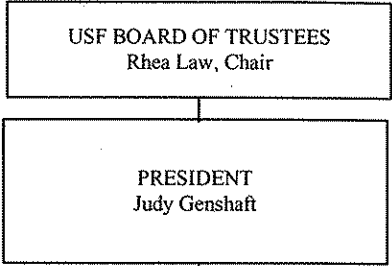 USF BOARD OF TRUSTEES
Rhea Law, Chair
PRESIDENT
Judy Genshaft